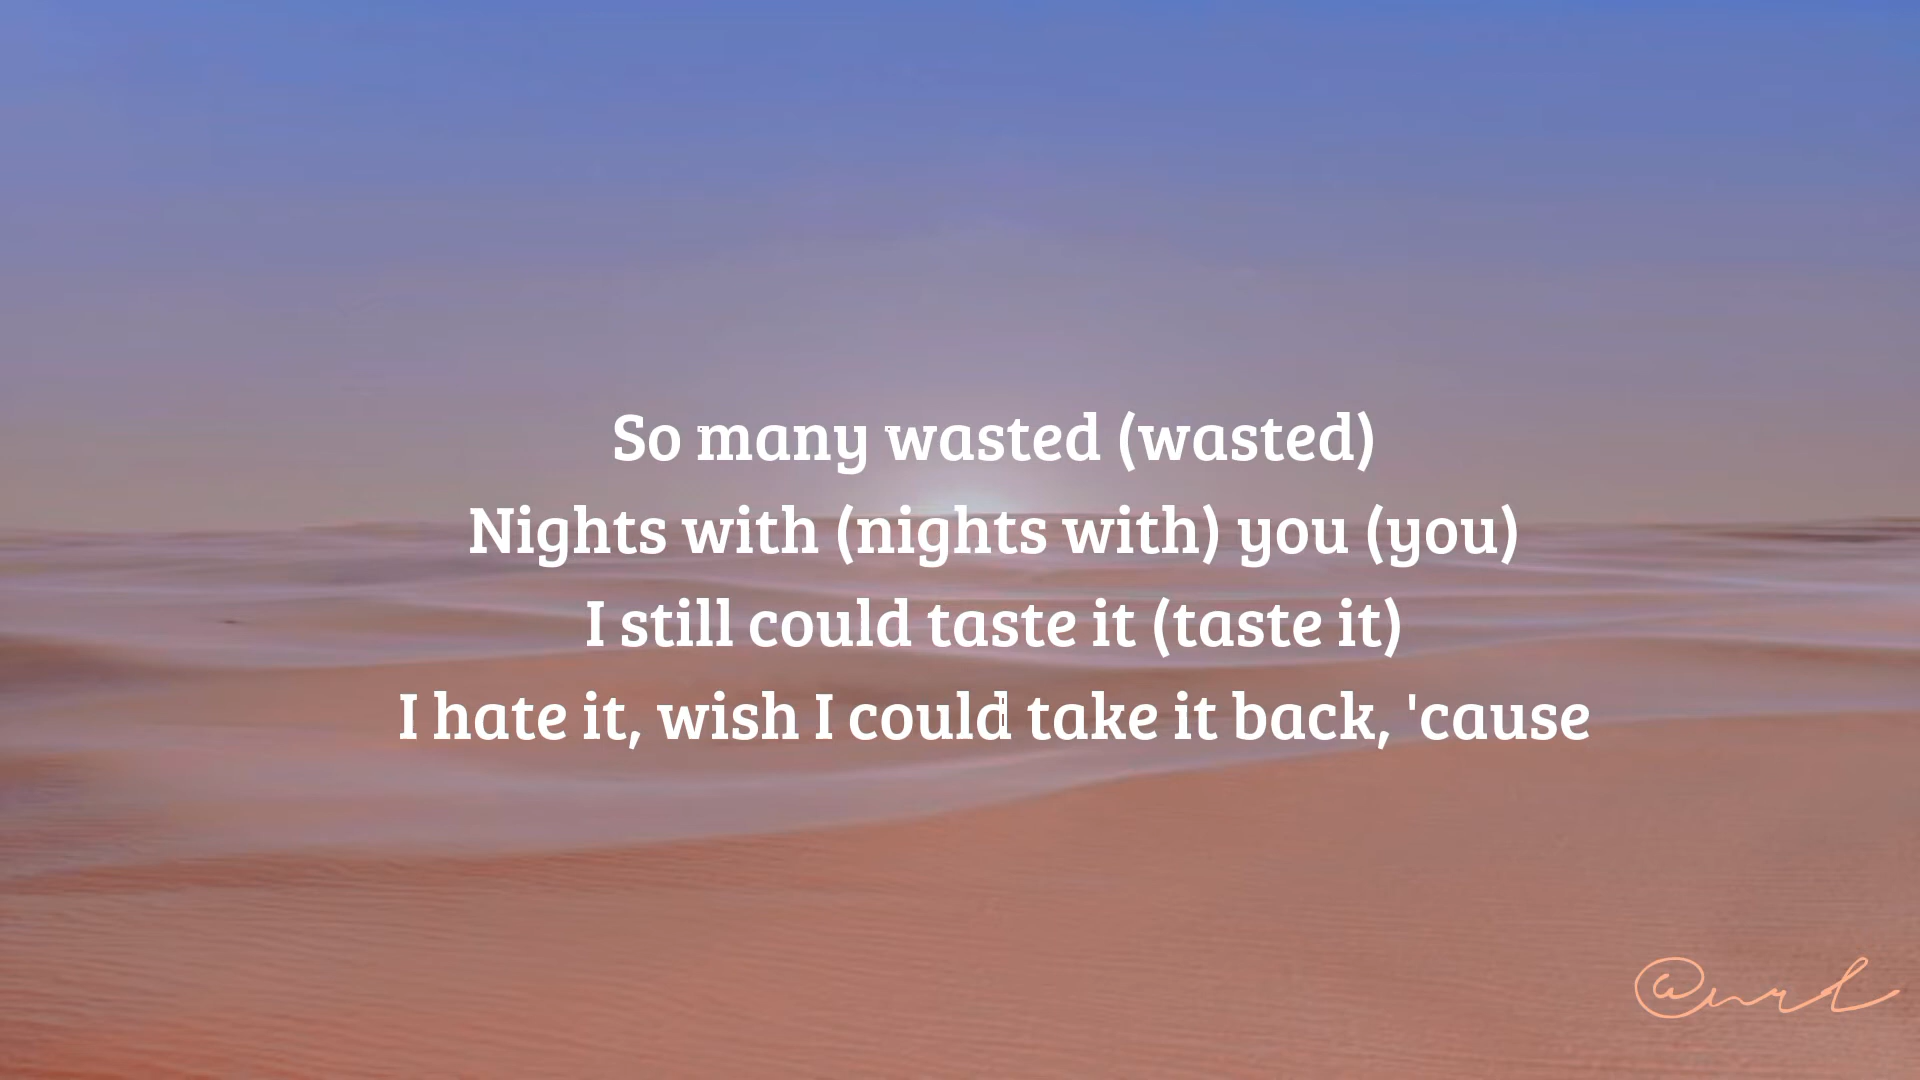 So many wasted (wasted)
Nights with (nights with) you (you)
I still could taste it (taste it)
I hate it, wish I could take it back, 'cause
@nrl